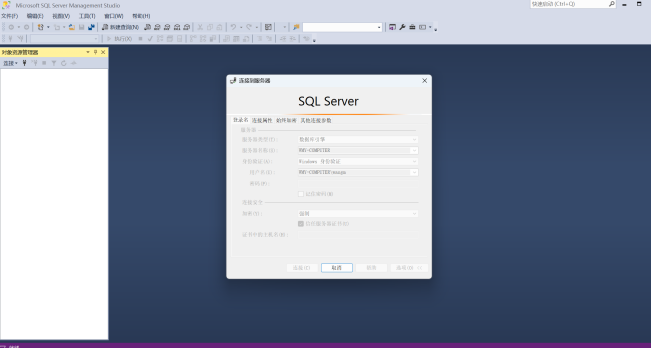 Microsoft SQL Server Management Studio
快速启动 (Ctrl+Q)
文件(F) 编辑(E) 视图(V) 工具(T) 窗口(W) 帮助(H)
新建查询(N)
执行(X)
对象资源管理器
连接
连接到服务器
SQL Server
登录名 连接属性 始终加密 其他连接参数
服务器
服务器类型(T): 数据库引擎
服务器名称(S):
身份验证(A): Windows 身份验证
用户名(U):
密码(P):
记住密码(M)
连接安全
加密(Y):
信任服务器证书(T)
证书中的主机名(H):
连接(C) 取消 帮助 选项(O) >>
就绪